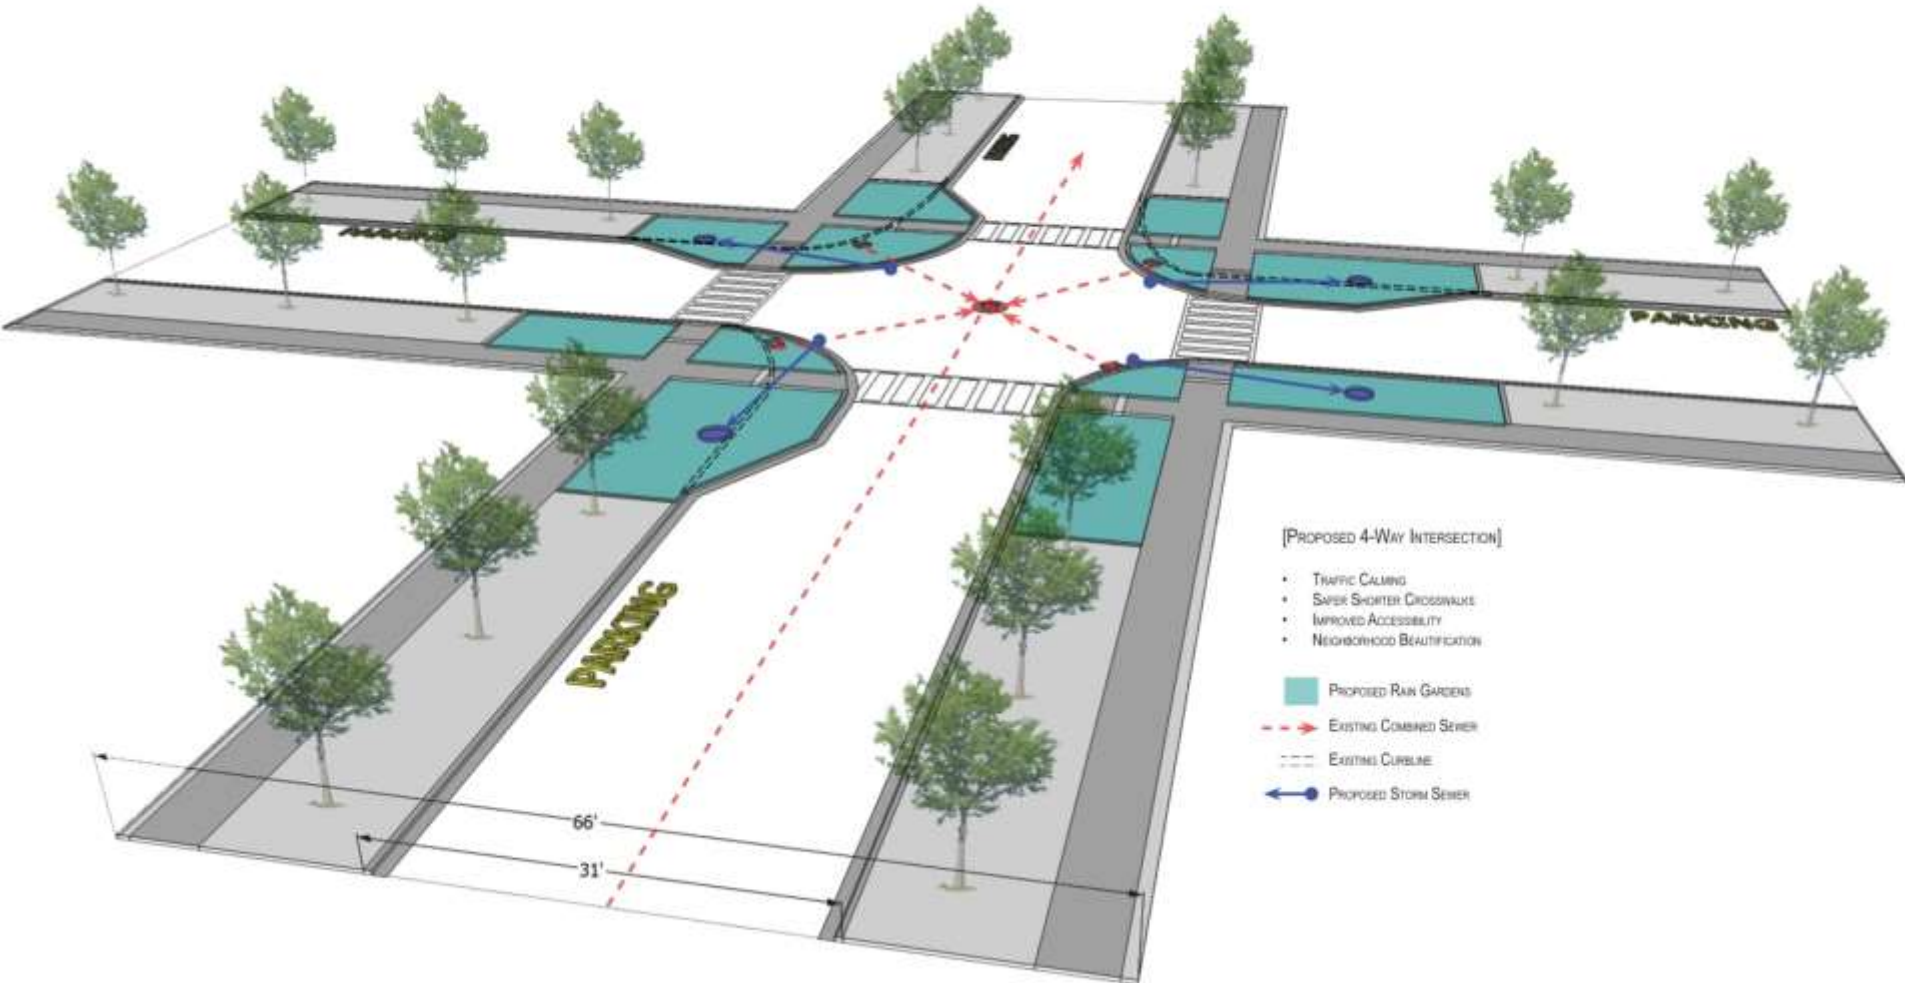 PARKING
PARKING
66'
31'
[PROPOSED 4-WAY INTERSECTION]
• TRAFFIC CALMING
• SAFER SHORTER CROSSWALKS
• IMPROVED ACCESSIBILITY
• NEIGHBORHOOD BEAUTIFICATION
PROPOSED RAIN GARDENS
EXISTING COMBINED SEWER
EXISTING CURBLINE
PROPOSED STORM SEWER